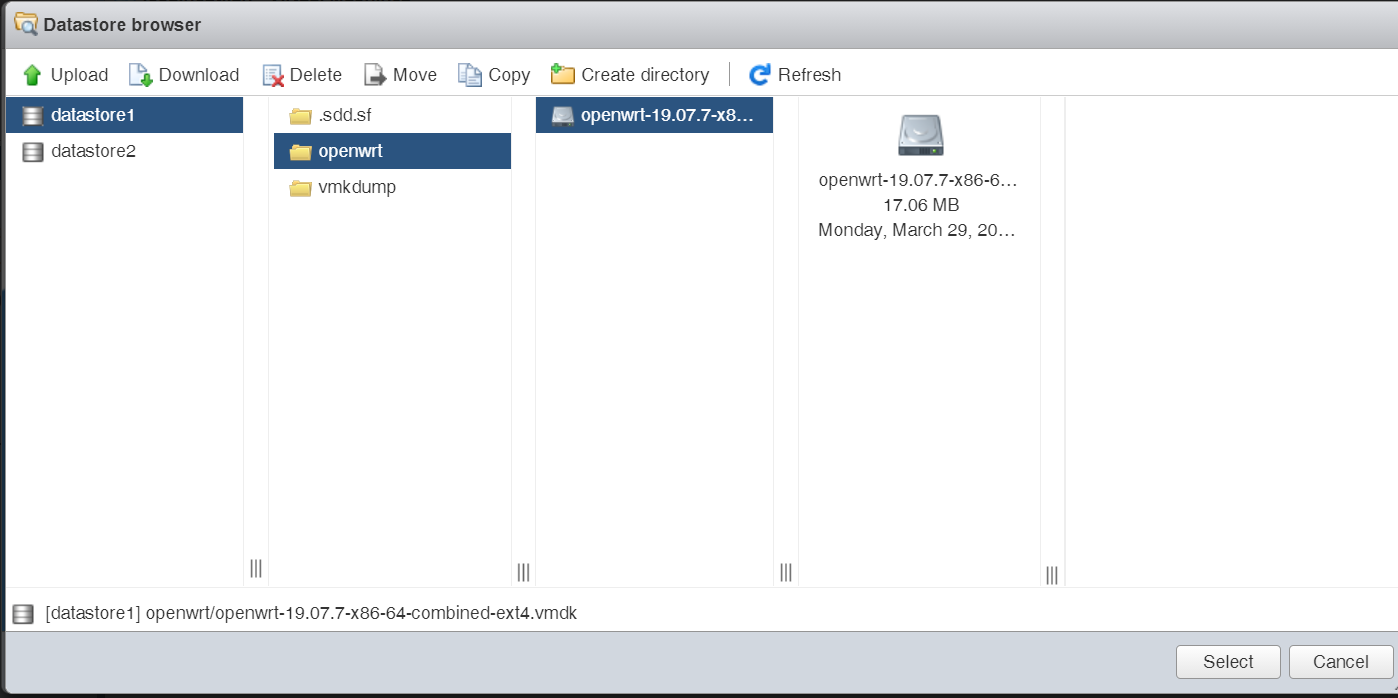 Datastore browser
Upload Download Delete Move Copy Create directory Refresh
datastore1
datastore2
.sdd.sf
openwrt
vmkdump
openwrt-19.07.7-x8...
openwrt-19.07.7-x86-6...
17.06 MB
Monday, March 29, 20...
[datastore1] openwrt/openwrt-19.07.7-x86-64-combined-ext4.vmdk
Select Cancel